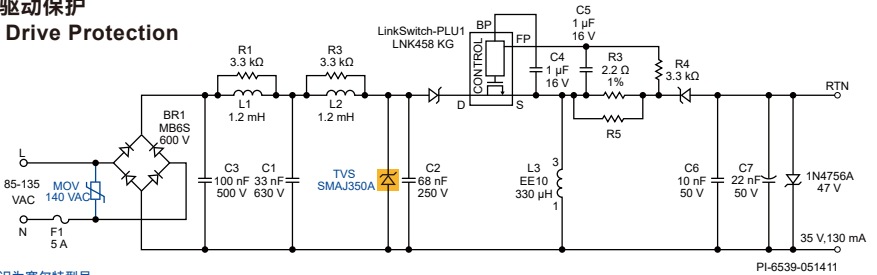 驱动保护
Drive Protection
LinkSwitch-PLU1
LNK458 KG
BP
FP
CONTROL
D
S
C5
1 µF
16 V
C4
1 µF
16 V
R3
2.2 Ω
1%
R4
3.3 kΩ
R5
RTN
R1
3.3 kΩ
R3
3.3 kΩ
L1
1.2 mH
L2
1.2 mH
BR1
MB6S
600 V
L
85-135
VAC
N
MOV
140 VAC
F1
5 A
C3
100 nF
500 V
C1
33 nF
630 V
TVS
SMAJ350A
C2
68 nF
250 V
3
L3
EE10
330 µH
1
C6
10 nF
50 V
C7
22 nF
50 V
1N4756A
47 V
35 V,130 mA
PI-6539-051411